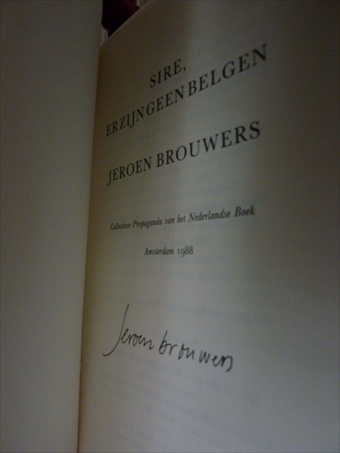 SIRE,
ER ZIJN GEEN BELGEN
JEROEN BROUWERS
Collectieve Propaganda van het Nederlandse Boek
Amsterdam 1988
Jeroen brouwers